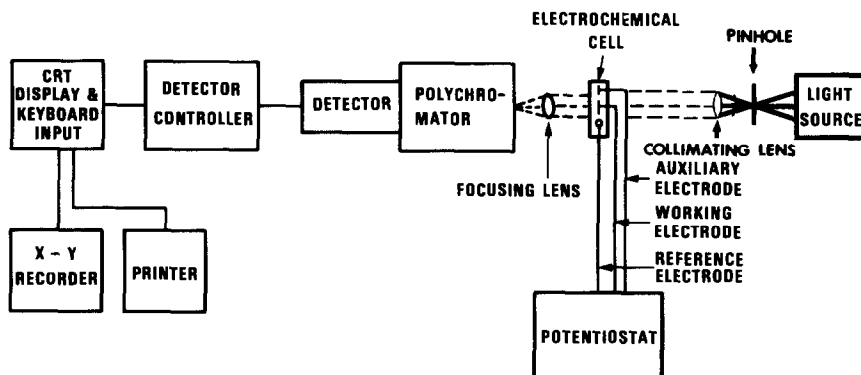 ELECTROCHEMICAL
CELL
PINHOLE
CRT
DISPLAY &
KEYBOARD
INPUT
DETECTOR
CONTROLLER
DETECTOR
POLYCHRO-
MATOR
LIGHT
SOURCE
COLLIMATING LENS
FOCUSING LENS
AUXILIARY
ELECTRODE
WORKING
ELECTRODE
REFERENCE
ELECTRODE
X - Y
RECORDER
PRINTER
POTENTIOSTAT